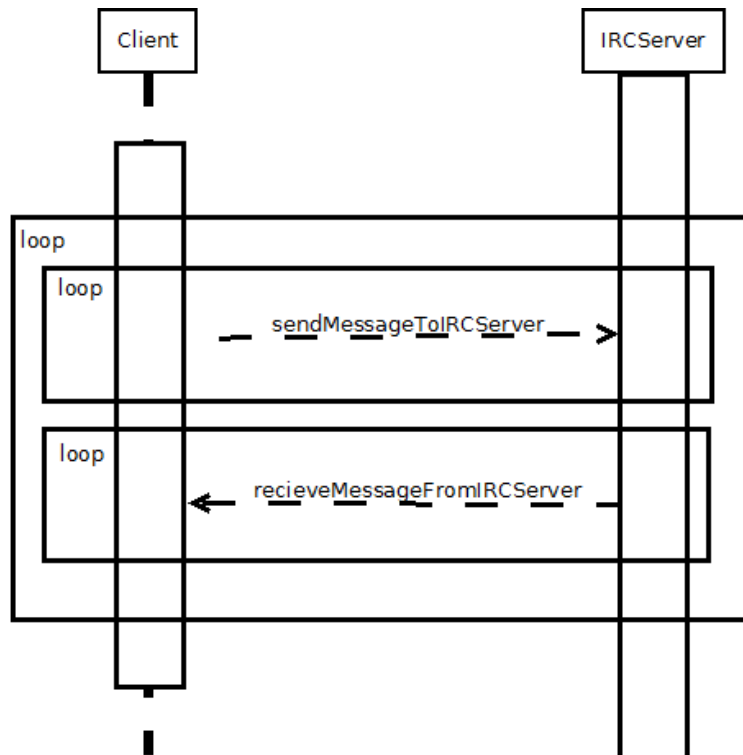 Client
IRCServer
loop
loop
sendMessageToIRCServer
loop
recieveMessageFromIRCServer